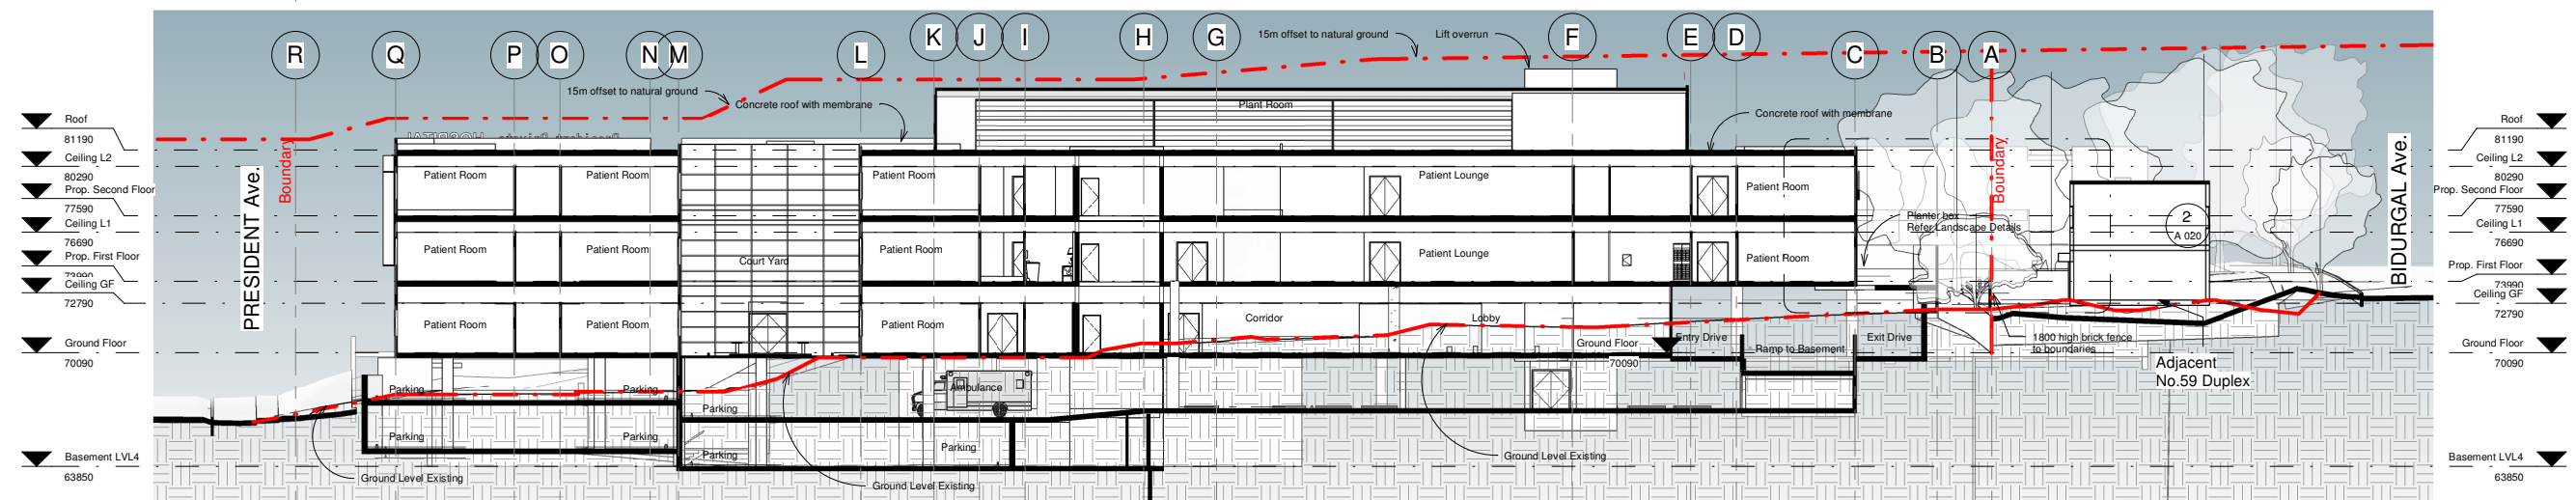 R
Q
P
O
N
M
L
K
J
I
H
G
F
E
D
C
B
A
15m offset to natural ground
Lift overrun
15m offset to natural ground
Concrete roof with membrane
Plant Room
Concrete roof with membrane
HOSPITAL
Roof
81190
Ceiling L2
80290
Prop. Second Floor
77590
Ceiling L1
76690
Prop. First Floor
73990
Ceiling GF
72790
Ground Floor
70090
Basement LVL4
63850
PRESIDENT Ave.
Boundary
Patient Room
Patient Room
Patient Room
Patient Lounge
Patient Room
Patient Room
Patient Room
Court Yard
Patient Room
Patient Lounge
Patient Room
Patient Room
Patient Room
Patient Room
Corridor
Lobby
Ground Floor
70090
Entry Drive
Ramp to Basement
Exit Drive
Parking
Parking
Parking
Ambulance
Parking
Parking
Parking
Parking
Ground Level Existing
Ground Level Existing
Ground Level Existing
Planter box
Refer Landscape Details
Boundary
2
A 020
1800 high brick fence
to boundaries
Adjacent
No.59 Duplex
BIDURGAL Ave.
Roof
81190
Ceiling L2
80290
Prop. Second Floor
77590
Ceiling L1
76690
Prop. First Floor
73990
Ceiling GF
72790
Ground Floor
70090
Basement LVL4
63850